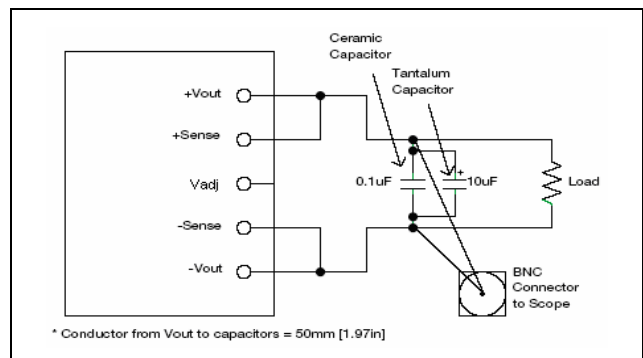 Ceramic
Capacitor
Tantalum
Capacitor
+Vout
+Sense
Vadj
-Sense
-Vout
0.1uF
+
10uF
Load
BNC
Connector
to Scope
* Conductor from Vout to capacitors = 50mm [1.97in]